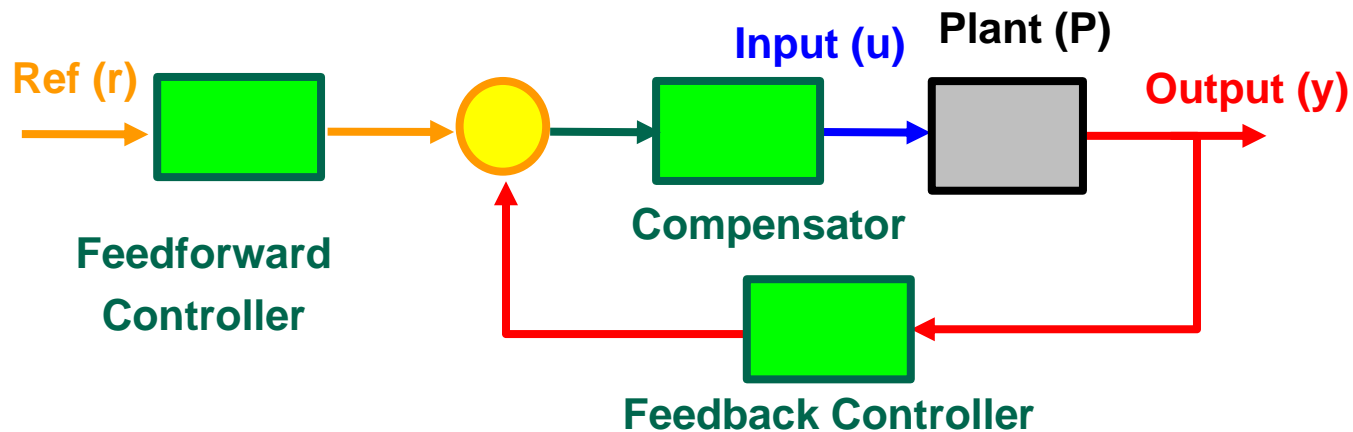 Ref (r)
Input (u)
Plant (P)
Output (y)
Feedforward
Controller
Compensator
Feedback Controller